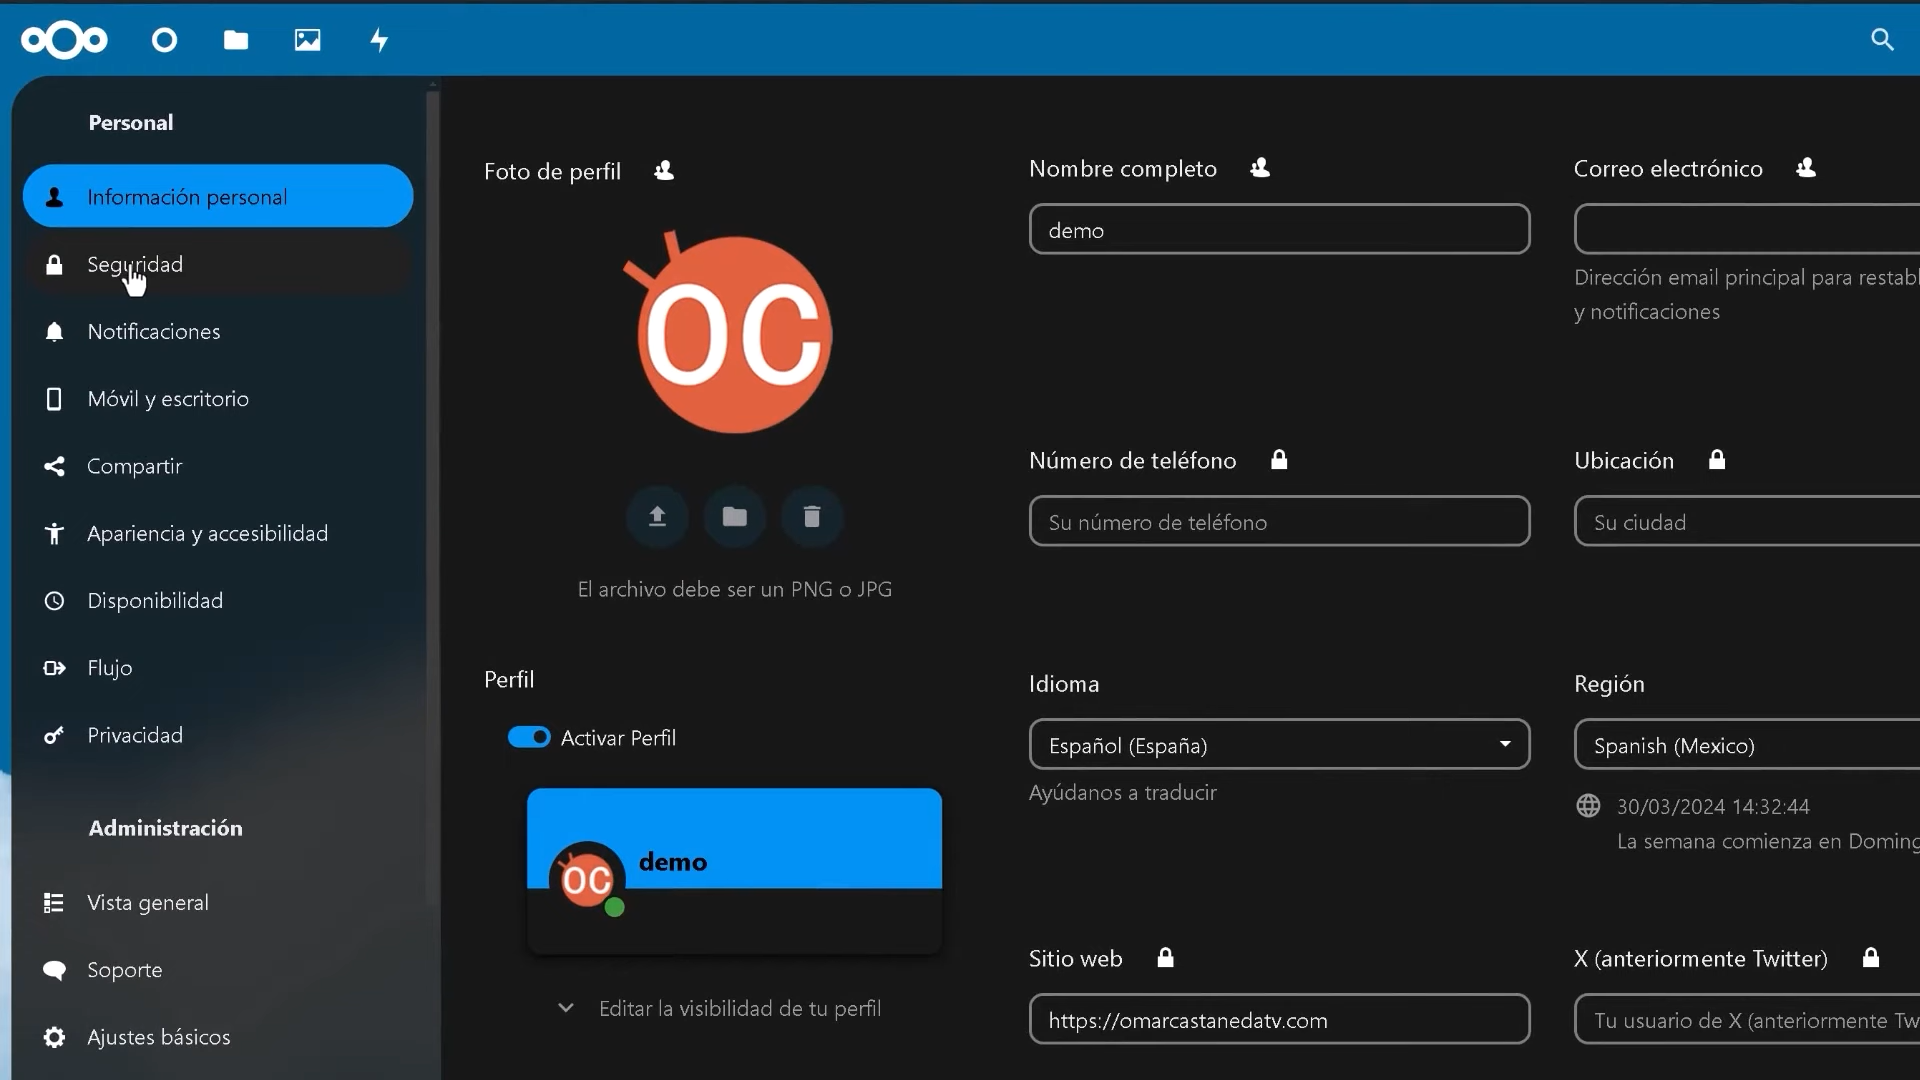 Personal
Información personal
Seguridad
Notificaciones
Móvil y escritorio
Compartir
Apariencia y accesibilidad
Disponibilidad
Flujo
Privacidad
Administración
Vista general
Soporte
Ajustes básicos
Foto de perfil
OC
El archivo debe ser un PNG o JPG
Perfil
Activar Perfil
OC
demo
Editar la visibilidad de tu perfil
Nombre completo
demo
Número de teléfono
Su número de teléfono
Idioma
Español (España)
Ayúdanos a traducir
Sitio web
https://omarcastanedatv.com
Correo electrónico
Dirección email principal para restabl
y notificaciones
Ubicación
Su ciudad
Región
Spanish (Mexico)
30/03/2024 14:32:44
La semana comienza en Doming
X (anteriormente Twitter)
Tu usuario de X (anteriormente Tw